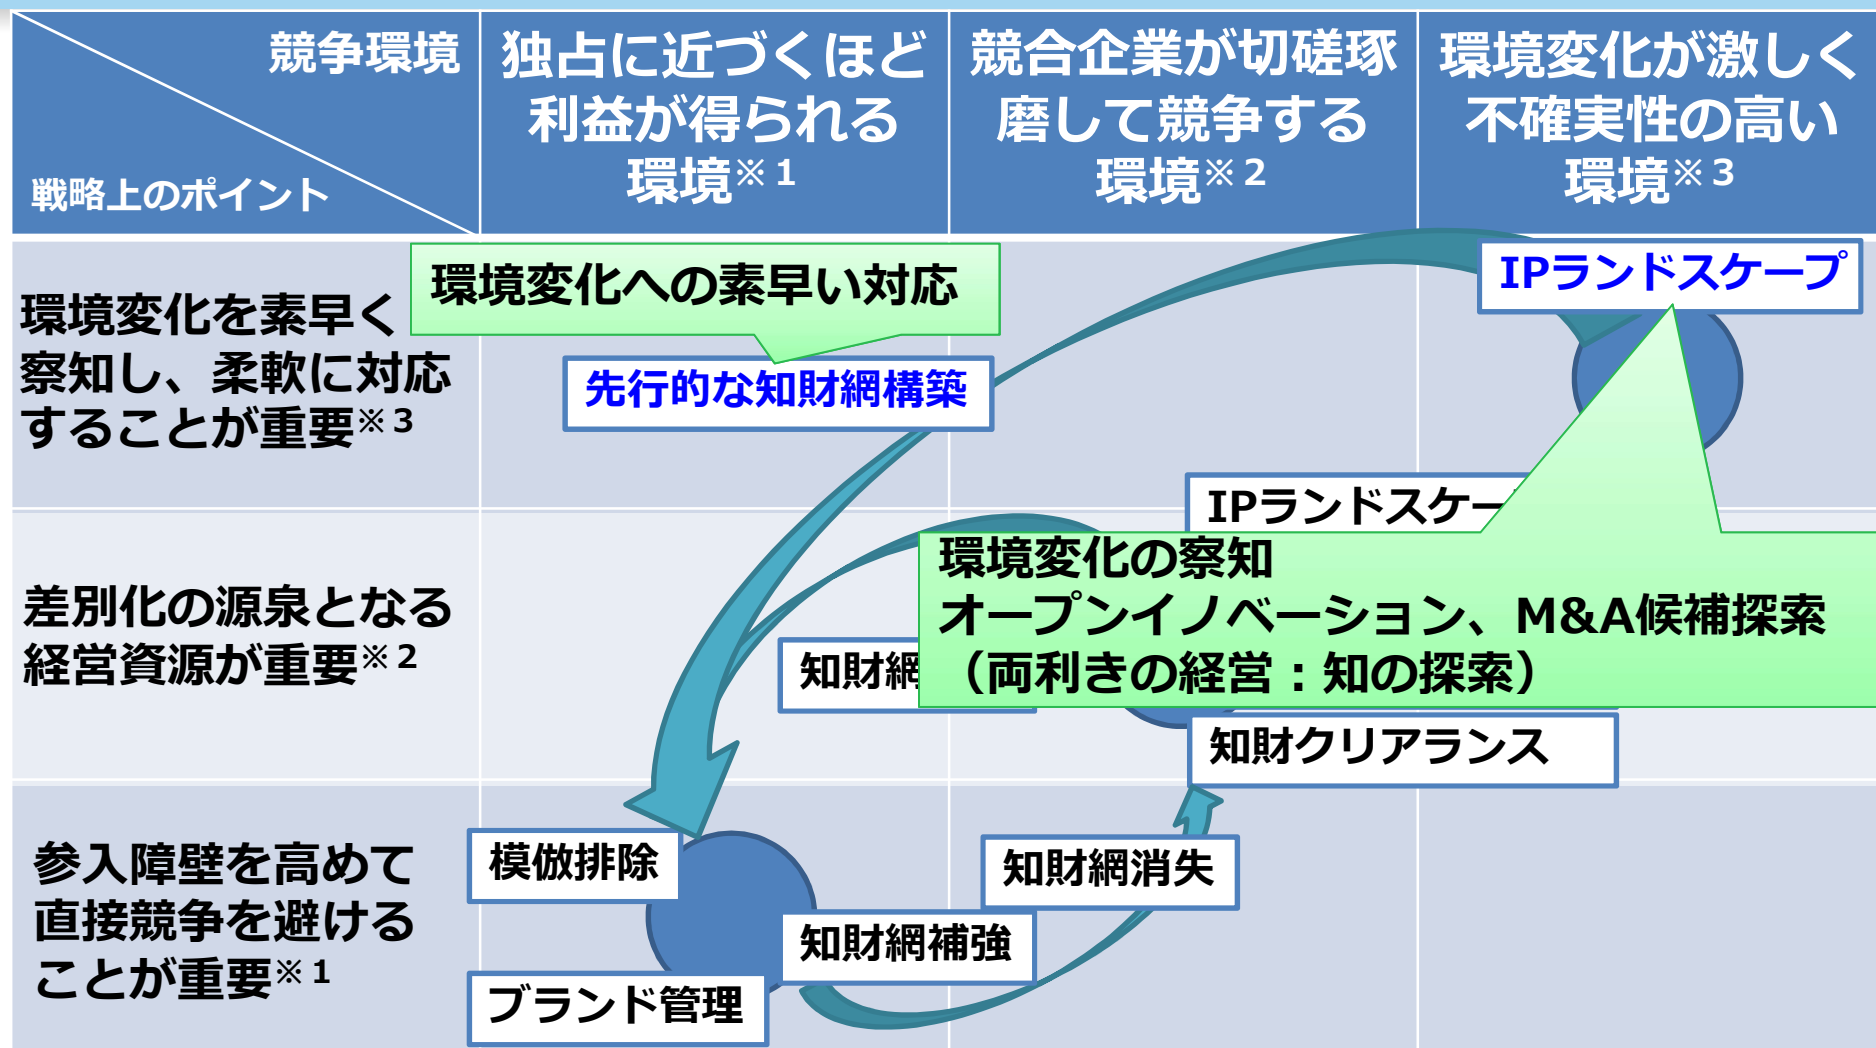 競争環境
戦略上のポイント
独占に近づくほど
利益が得られる
環境※1
競合企業が切磋琢
磨して競争する
環境※2
環境変化が激しく
不確実性の高い
環境※3
環境変化を素早く
察知し、柔軟に対応
することが重要※3
環境変化への素早い対応
先行的な知財網構築
IPランドスケープ
差別化の源泉となる
経営資源が重要※2
IPランドスケー
環境変化の察知
オープンイノベーション、M&A候補探索
（両利きの経営：知の探索）
知財網
知財クリアランス
参入障壁を高めて
直接競争を避ける
ことが重要※1
模倣排除
知財網消失
知財網補強
ブランド管理